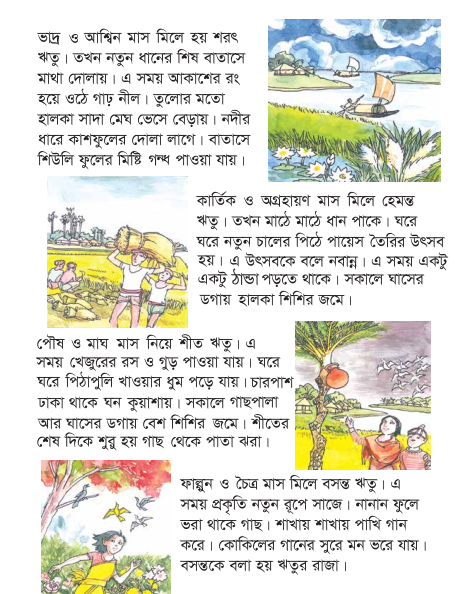 ভাদ্র ও আশ্বিন মাস মিলে হয় শরৎ
ঋতু। তখন নতুন ধানের শিষ বাতাসে
মাথা দোলায়। এ সময় আকাশের রং
হয়ে ওঠে গাঢ় নীল। তুলোর মতো
হালকা সাদা মেঘ ভেসে বেড়ায়। নদীর
ধারে কাশফুলের দোলা লাগে। বাতাসে
শিউলি ফুলের মিষ্টি গন্ধ পাওয়া যায়।
কার্তিক ও অগ্রহায়ণ মাস মিলে হেমন্ত
ঋতু। তখন মাঠে মাঠে ধান পাকে। ঘরে
ঘরে নতুন চালের পিঠে পায়েস তৈরির উৎসব
হয়। এ উৎসবকে বলে নবান্ন। এ সময় একটু
একটু ঠান্ডা পড়তে থাকে। সকালে ঘাসের
ডগায় হালকা শিশির জমে।
পৌষ ও মাঘ মাস নিয়ে শীত ঋতু। এ
সময় খেজুরের রস ও গুড় পাওয়া যায়। ঘরে
ঘরে পিঠাপুলি খাওয়ার ধুম পড়ে যায়। চারপাশ
ঢাকা থাকে ঘন কুয়াশায়। সকালে গাছপালা
আর ঘাসের ডগায় বেশ শিশির জমে। শীতের
শেষ দিকে শুরু হয় গাছ থেকে পাতা ঝরা।
ফাল্গুন ও চৈত্র মাস মিলে বসন্ত ঋতু। এ
সময় প্রকৃতি নতুন রূপে সাজে। নানান ফুলে
ভরা থাকে গাছ। শাখায় শাখায় পাখি গান
করে। কোকিলের গানের সুরে মন ভরে যায়।
বসন্তকে বলা হয় ঋতুর রাজা।